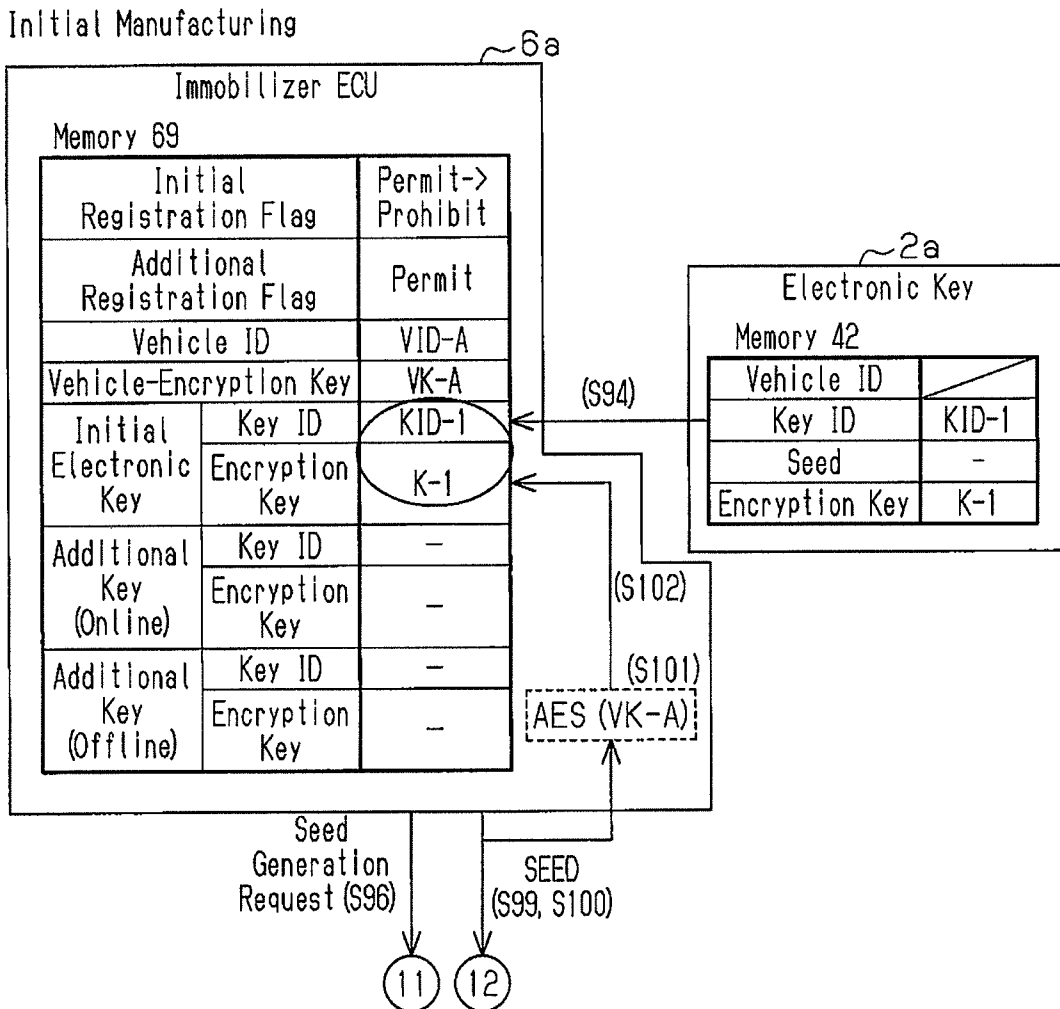 Initial Manufacturing
6a
Immobilizer ECU
Memory 69
Initial
Registration Flag
Permit->
Prohibit
Additional
Registration Flag
Permit
Vehicle ID
VID-A
Vehicle-Encryption Key
VK-A
Initial
Electronic
Key
Key ID
KID-1
Encryption
Key
K-1
Additional
Key
(Online)
Key ID
-
Encryption
Key
-
Additional
Key
(Offline)
Key ID
-
Encryption
Key
-
2a
Electronic Key
Memory 42
Vehicle ID
Key ID
KID-1
Seed
-
Encryption Key
K-1
(S94)
(S102)
(S101)
AES (VK-A)
Seed
Generation
Request (S96)
SEED
(S99, S100)
11
12